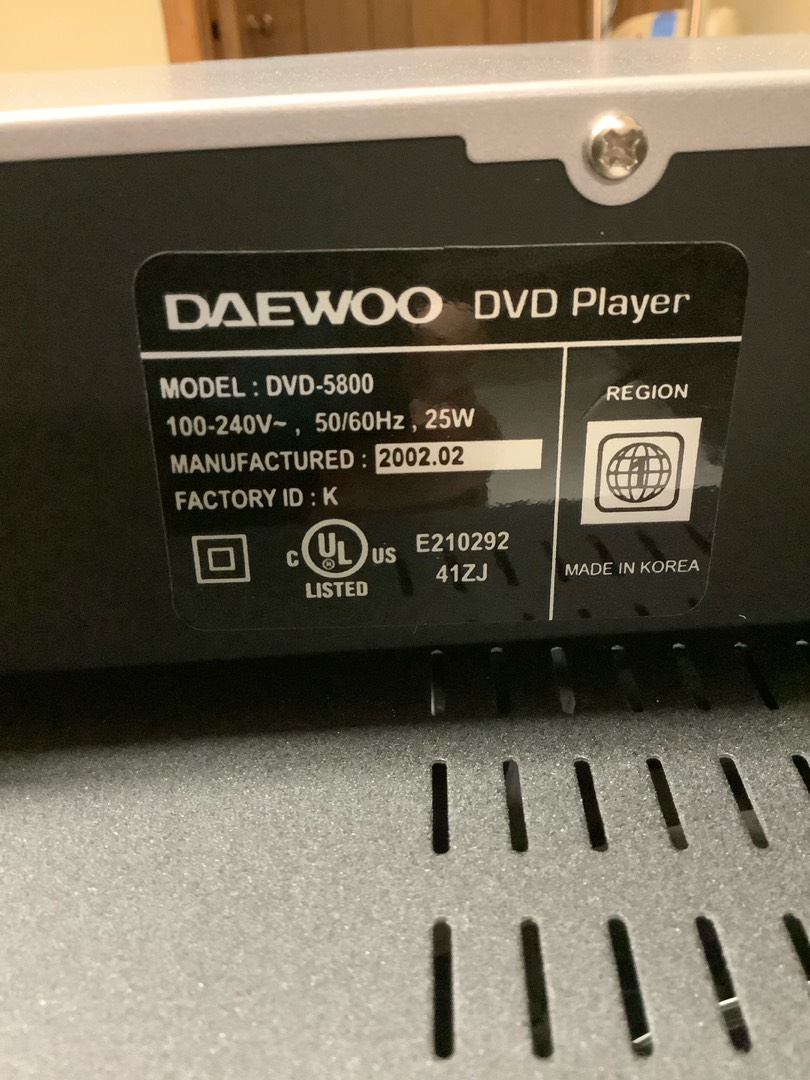 DAEWOO DVD Player
MODEL : DVD-5800
100-240V~ , 50/60Hz , 25W
MANUFACTURED : 2002.02
FACTORY ID : K
C UL ® US
LISTED
E210292
41ZJ
REGION
1
MADE IN KOREA